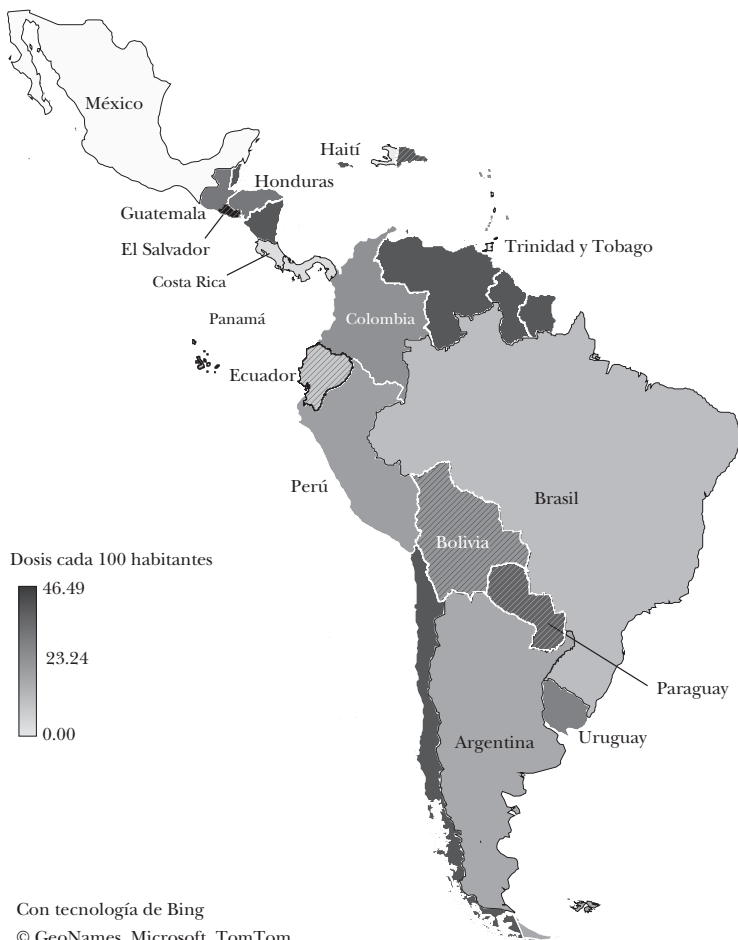 México
Haití
Honduras
Guatemala
El Salvador
Trinidad y Tobago
Costa Rica
Panamá
Colombia
Ecuador
Perú
Brasil
Bolivia
Dosis cada 100 habitantes
46.49
23.24
0.00
Paraguay
Uruguay
Argentina
Con tecnología de Bing
© GeoNames, Microsoft, TomTom